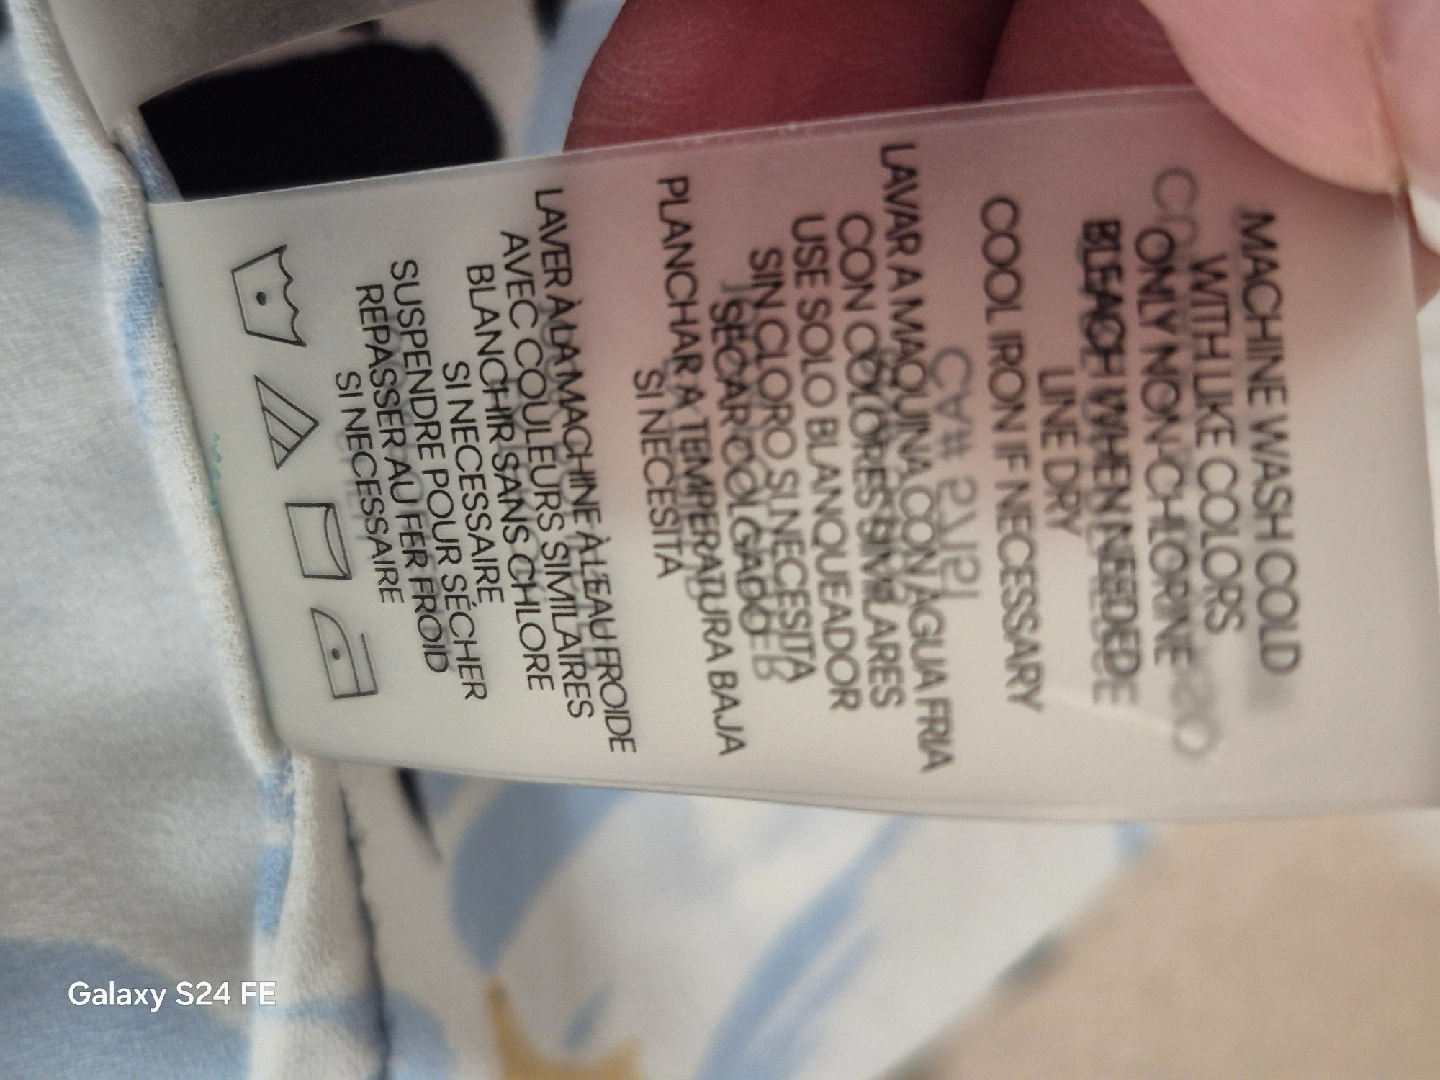 MACHINE WASH COLD
WITH LIKE COLORS
ONLY NON-CHLORINE
BLEACH WHEN NEEDED
LINE DRY
COOL IRON IF NECESSARY
LAVAR A MAQUINA CON AGUA FRIA
CON COLORES SIMILARES
USE SOLO BLANQUEADOR
SIN CLORO, SI NECESITA
SECAR COLGADO
PLANCHAR A TEMPERATURA BAJA
SI NECESITA
LAVER À LA MACHINE À L'EAU FROIDE
AVEC COULEURS SIMILAIRES
BLANCHIR SANS CHLORE
SI NECESSAIRE
SUSPENDRE POUR SÉCHER
REPASSER AU FER FROID
SI NECESSAIRE
Galaxy S24 FE